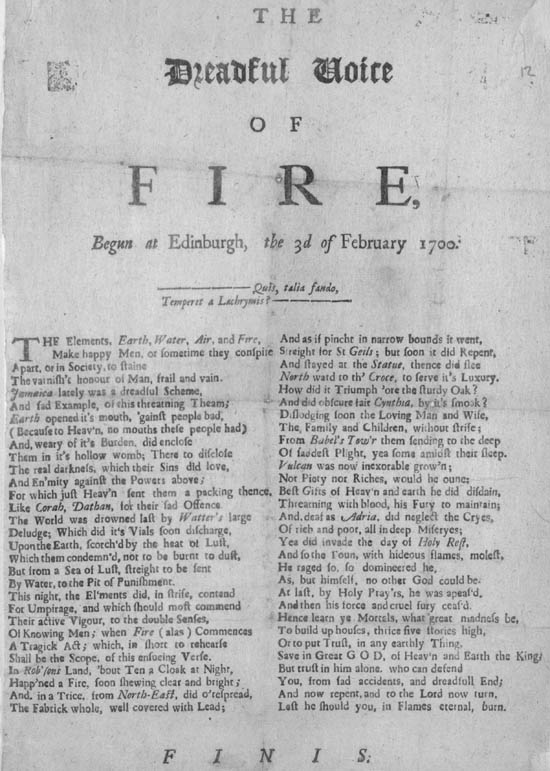 THE
Dreadful Voice
OF
FIRE,
Begun at Edinburgh, the 3d of February 1700.
Quis, talia fando,
Temperet a Lachrymis?
THE Elements, Earth, Water, Air, and Fire,
Make happy Men, or sometime they conspire
Apart, or in Society, to staine
The vainish't honour of Man, frail and vain.
Jamaica lately was a dreadful Scheme,
And sad Example, of this threatning Theam;
Earth opened it's mouth, 'gainst people bad,
(Because to Heav'n, no mouths these people had)
And, weary of it's Burden, did enclose
Them in it's hollow womb; There to disclose
The real darkness, which their Sins did love,
And En'mity against the Powers above;
For which just Heav'n sent them a packing thence,
Like Corah, Dathan, for their sad Offence.
The World was drowned last by Watter's large
Deludge; Which did it's Vials soon discharge,
Upon the Earth, scorch'd by the heat of Lust,
Which them condemn'd, not to be burnt to dust,
But from a Sea of Lust, streight to be sent
By Water, to the Pit of Punishment.
This night, the El'ments did, in strife, contend
For Umpirage, and which should most commend
Their active Vigour, to the double Senses,
Of Knowing Men; when Fire (alas) Commences
A Tragick Act; which, in short to rehearse
Shall be the Scope, of this ensueing Verse.
In Rob'sons Land, 'bout Ten a Clock at Night,
Happ'ned a Fire, soon shewing clear and bright;
And, in a Trice, from North-East, did o'respread,
The Fabrick whole, well covered with Lead;
And as if pincht in narrow bounds it went,
Streight for St Geils; but soon it did Repent,
And stayed at the Statue, thence did flee
North ward to th' Croce, to serve it's Luxury.
How did it Triumph 'ore the sturdy Oak?
And did obscure fair Cynthia, by it's smoak?
Dislodging soon the Loving Man and Wife,
The, Family and Children, without strife;
From Babel's Tow'r them sending to the deep
Of saddest Plight, yea some amidst their sleep.
Vulcan was now inexorable grow'n;
Not Piety nor Riches, would he oune;
Best Gifts of Heav'n and earth he did disdain,
Threatning with blood, his Fury to maintain;
And, deaf as Adria, did neglect the Cryes,
Of rich and poor, all in deep Miseryes;
Yea did invade the day of Holy Rest,
And so the Toun, with hideous flames, molest,
He raged so, so domineered he,
As, but himself, no other God could be.
At last, by Holy Pray'rs, he was apeas'd,
And then his force and cruel fury ceas'd.
Hence learn ye Mortels, what great madness be,
To build up houses, thrice five stories high,
Or to put Trust, in any earthly Thing,
Save in Great GOD, of Heav'n and Earth the King;
But trust in him alone, who can defend
You, from sad accidents, and dreadfull End;
And now repent, and to the Lord now turn,
Last he should you, in Flames eternal, burn.
FINIS.
12